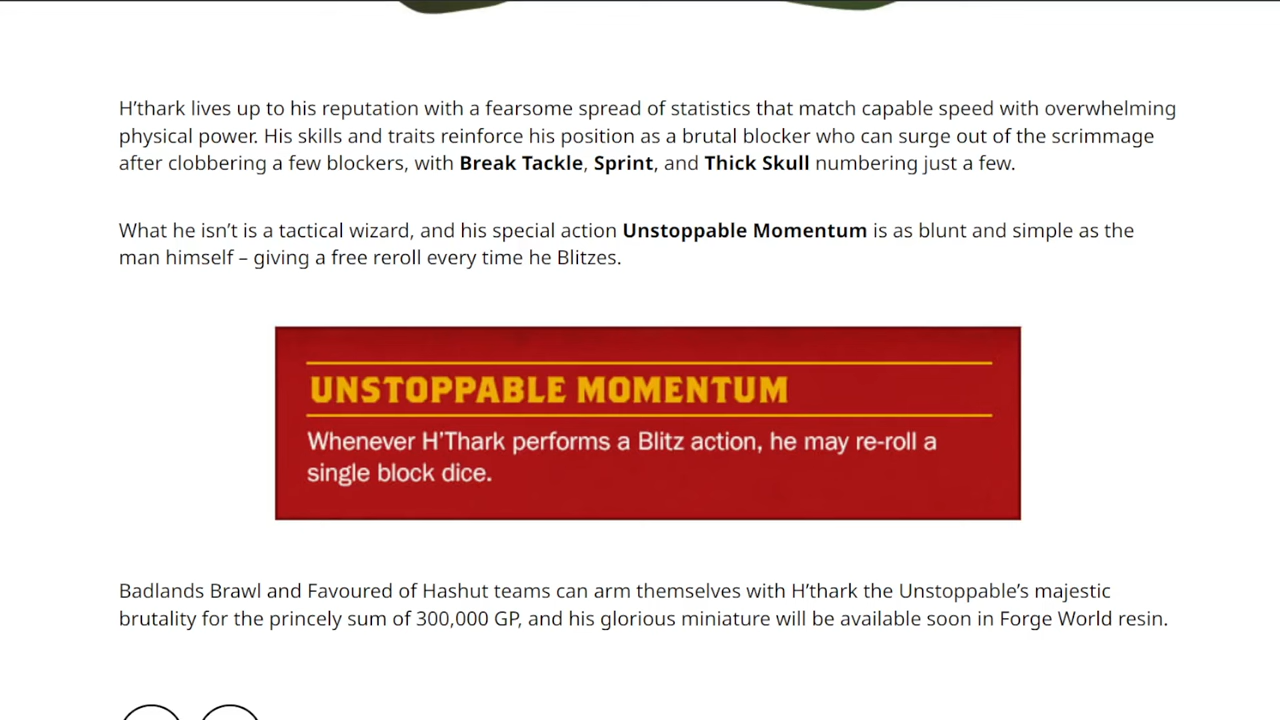 H’thark lives up to his reputation with a fearsome spread of statistics that match capable speed with overwhelming
physical power. His skills and traits reinforce his position as a brutal blocker who can surge out of the scrimmage
after clobbering a few blockers, with Break Tackle, Sprint, and Thick Skull numbering just a few.
What he isn’t is a tactical wizard, and his special action Unstoppable Momentum is as blunt and simple as the
man himself – giving a free reroll every time he Blitzes.
UNSTOPPABLE MOMENTUM
Whenever H’Thark performs a Blitz action, he may re-roll a
single block dice.
Badlands Brawl and Favoured of Hashut teams can arm themselves with H’thark the Unstoppable’s majestic
brutality for the princely sum of 300,000 GP, and his glorious miniature will be available soon in Forge World resin.